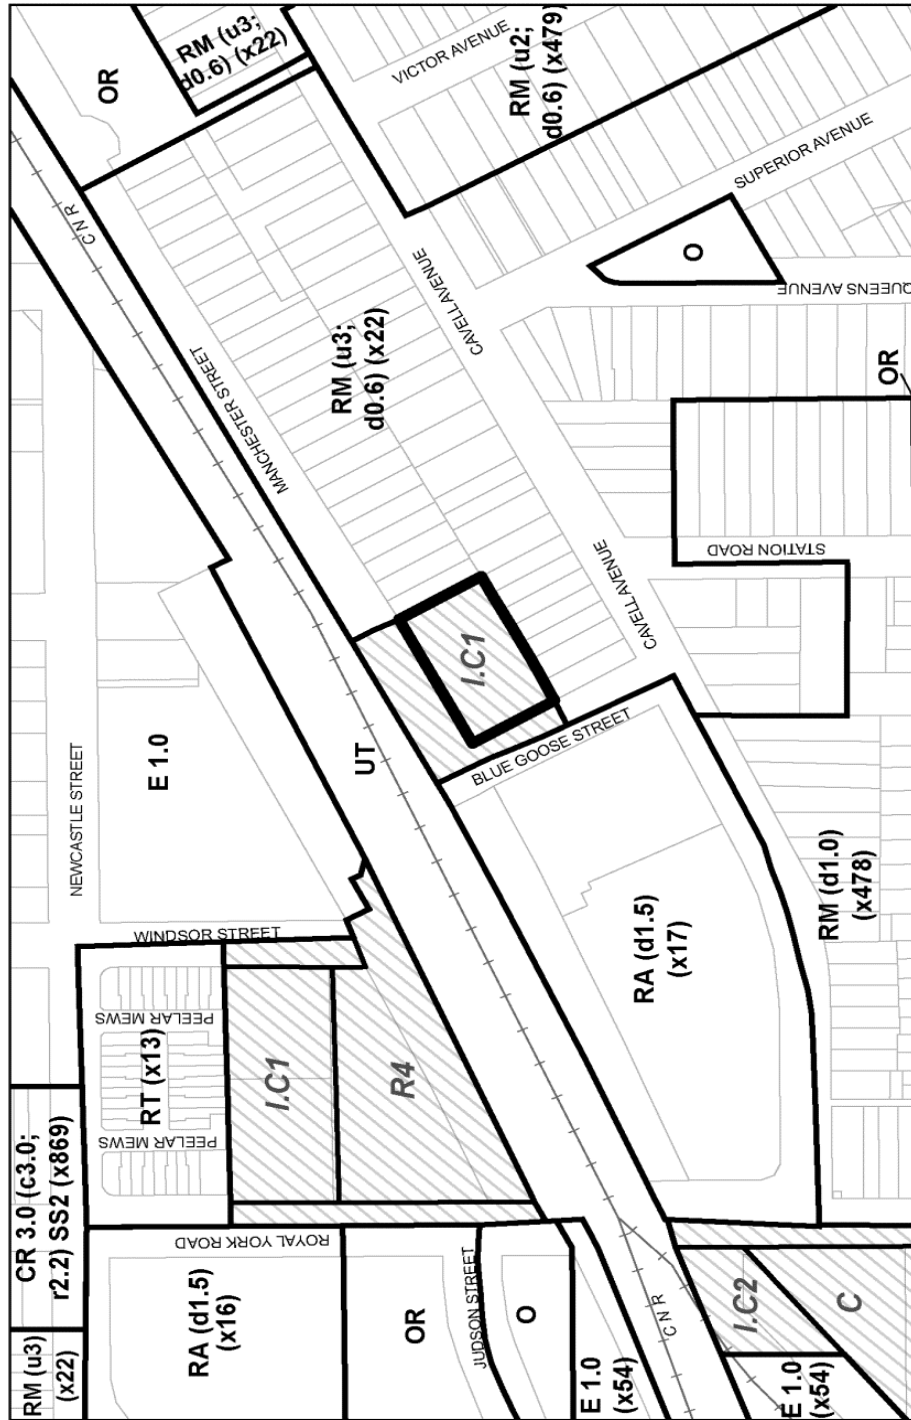 RM (u3;
d0.6) (x22)
OR
VICTOR AVENUE
RM (u2;
d0.6) (x479)
SUPERIOR AVENUE
C N R
CAVELL AVENUE
O
QUEENS AVENUE
MANCHESTER STREET
RM (u3;
d0.6) (x22)
OR
STATION ROAD
CAVELL AVENUE
I.C1
NEWCASTLE STREET
E 1.0
UT
BLUE GOOSE STREET
WINDSOR STREET
RM (d1.0)
(x478)
RA (d1.5)
(x17)
PEELAR MEWS
RT (x13)
PEELAR MEWS
I.C1
R4
CR 3.0 (c3.0;
r2.2) SS2 (x869)
ROYAL YORK ROAD
RM (u3)
(x22)
RA (d1.5)
(x16)
OR
JUDSON STREET
O
E 1.0
(x54)
C N R
I.C2
C
E 1.0
(x54)